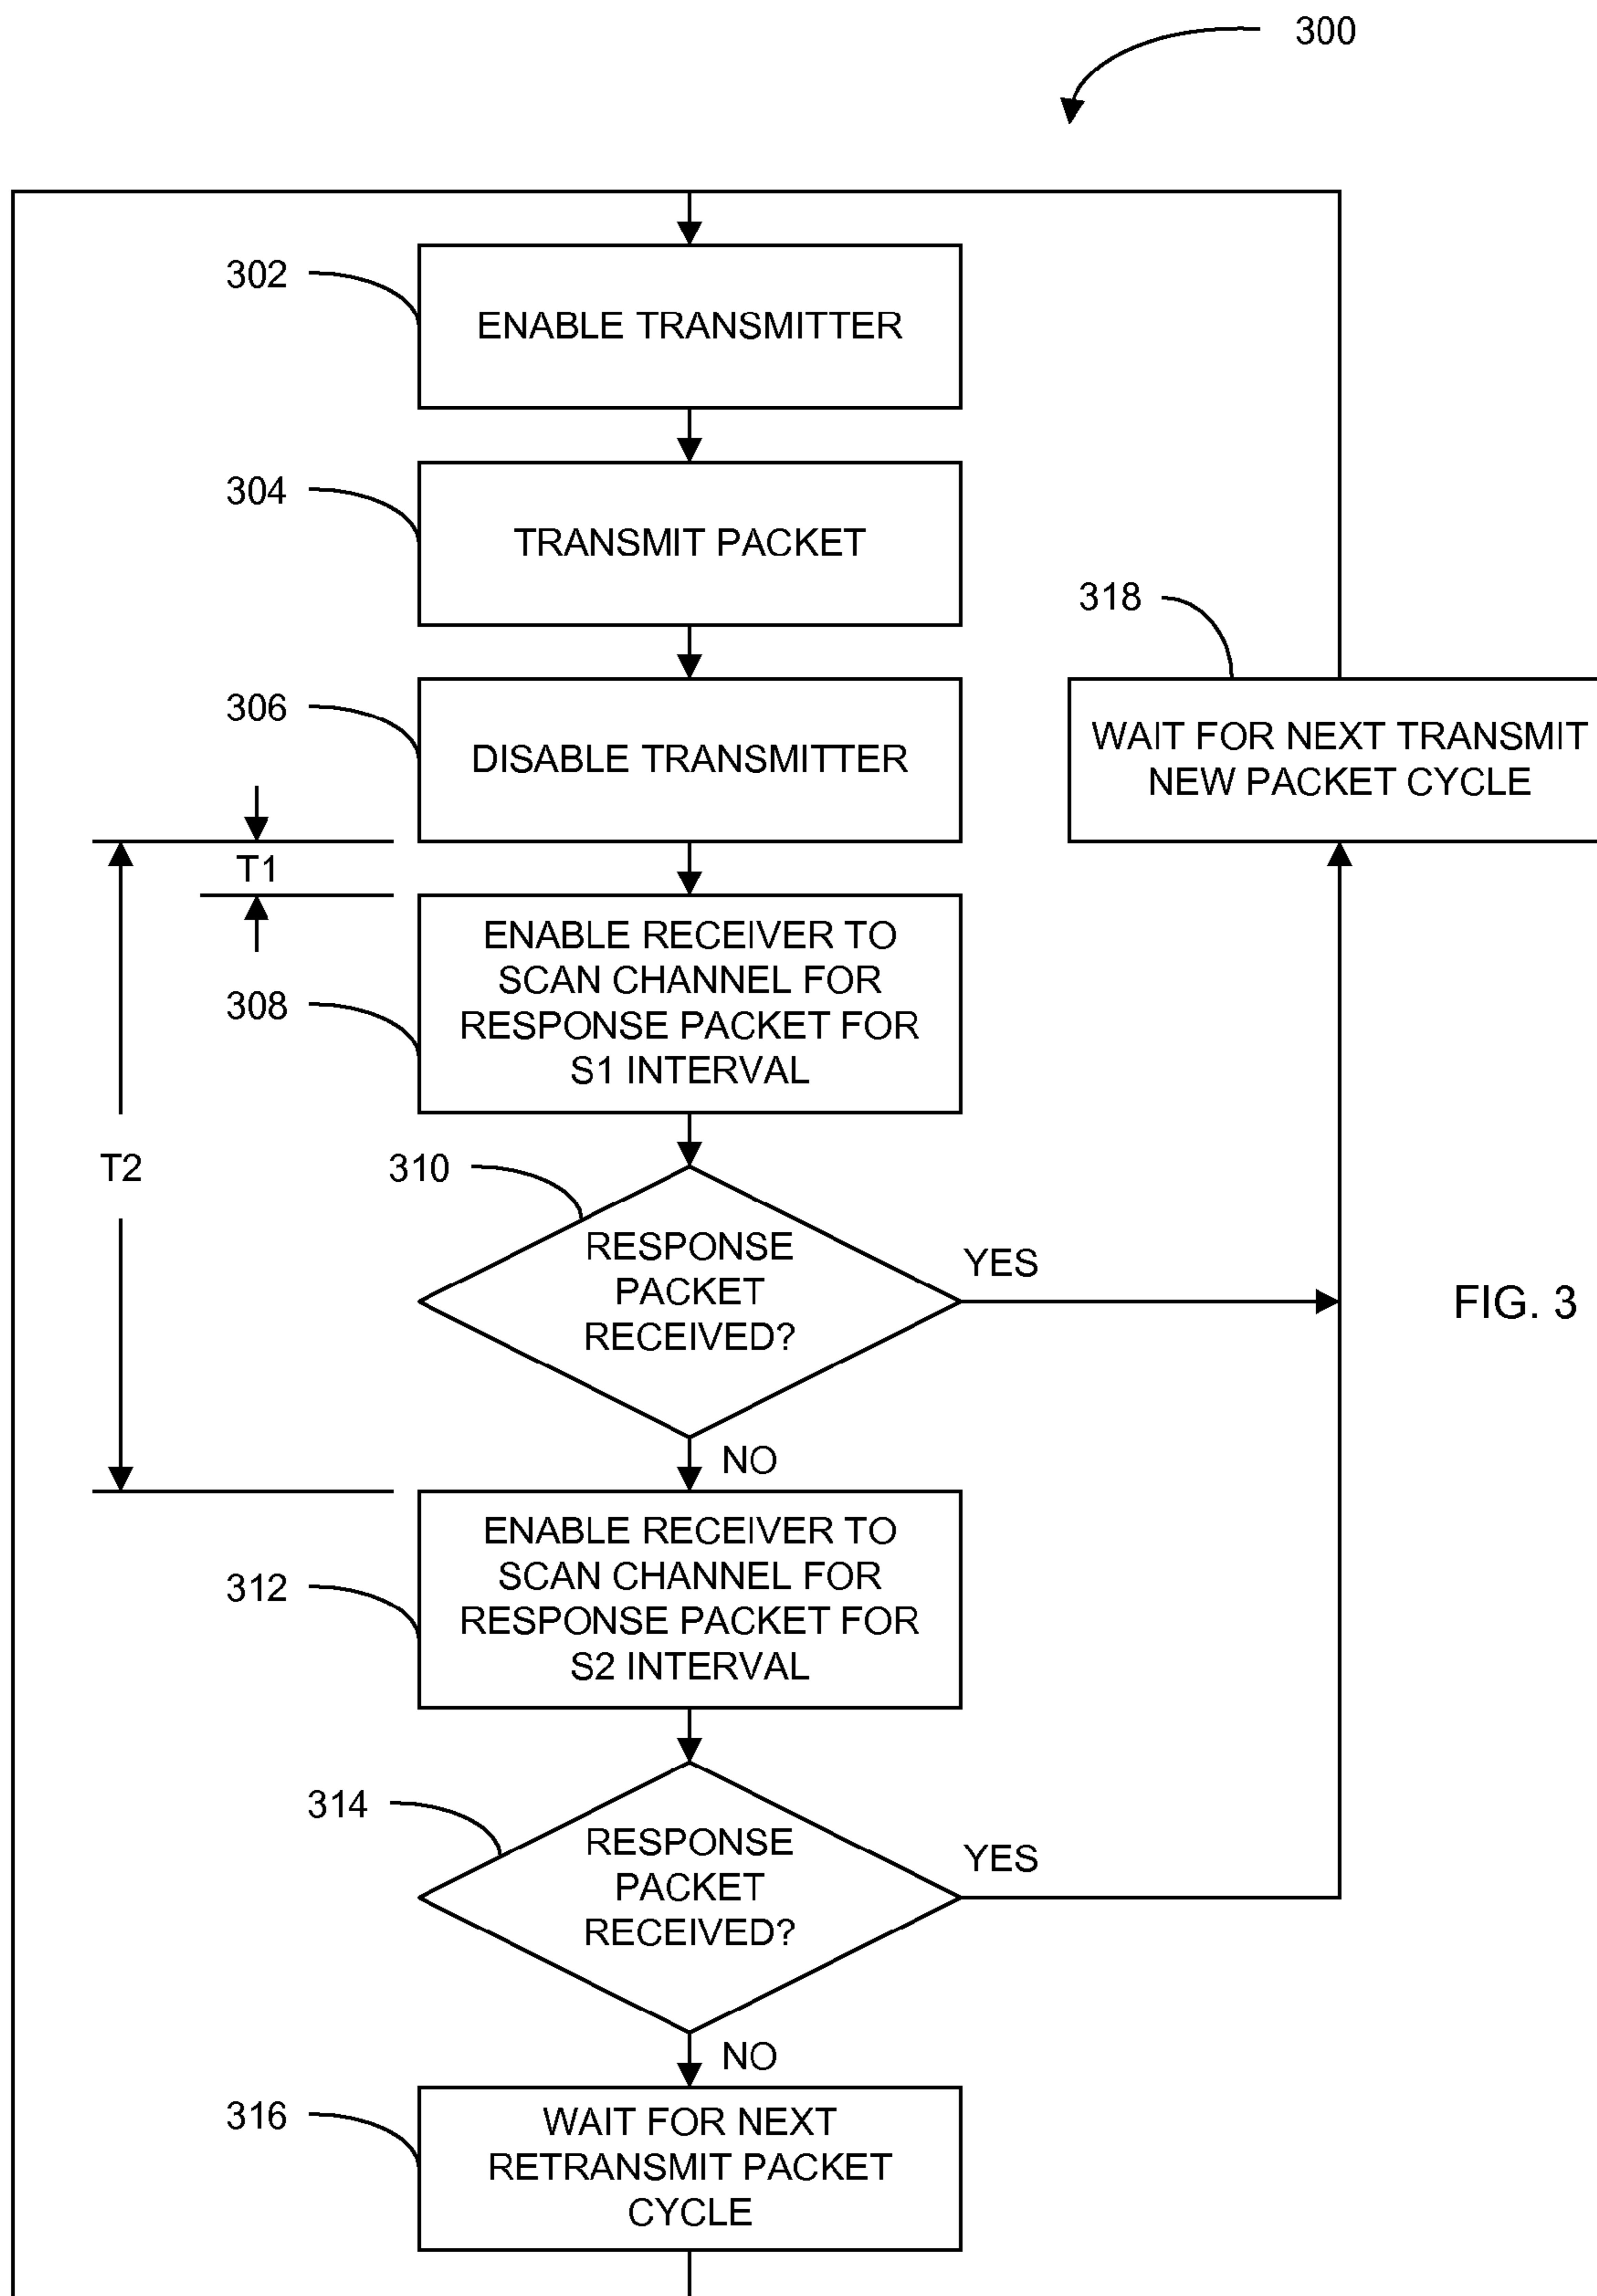 300
302
ENABLE TRANSMITTER
304
TRANSMIT PACKET
318
306
DISABLE TRANSMITTER
WAIT FOR NEXT TRANSMIT
NEW PACKET CYCLE
T1
308
ENABLE RECEIVER TO
SCAN CHANNEL FOR
RESPONSE PACKET FOR
S1 INTERVAL
T2
310
RESPONSE
PACKET
RECEIVED?
YES
FIG. 3
NO
312
ENABLE RECEIVER TO
SCAN CHANNEL FOR
RESPONSE PACKET FOR
S2 INTERVAL
314
RESPONSE
PACKET
RECEIVED?
YES
NO
316
WAIT FOR NEXT
RETRANSMIT PACKET
CYCLE